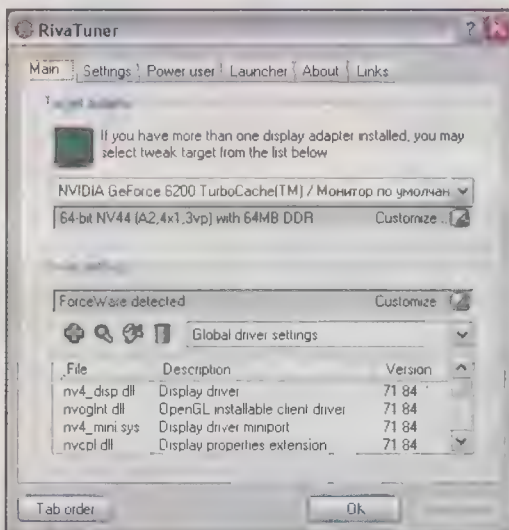 RivaTuner
Main Settings Power user Launcher About Links
If you have more than one display adapter installed, you may
select tweak target from the list below
NVIDIA GeForce 6200 TurboCache(TM) / Монитор по умолчан
64-bit NV44 (A2,4x1,3vp) with 64MB DDR Customize ..
ForceWare detected Customize
Global driver settings
File Description Version
nv4_disp dll Display driver 71 84
nvoglnt dll OpenGL installable client driver 71 84
nv4_mini sys Display driver miniport 71 84
nvcpl dll Display properties extension 71 84
Tab order Ok